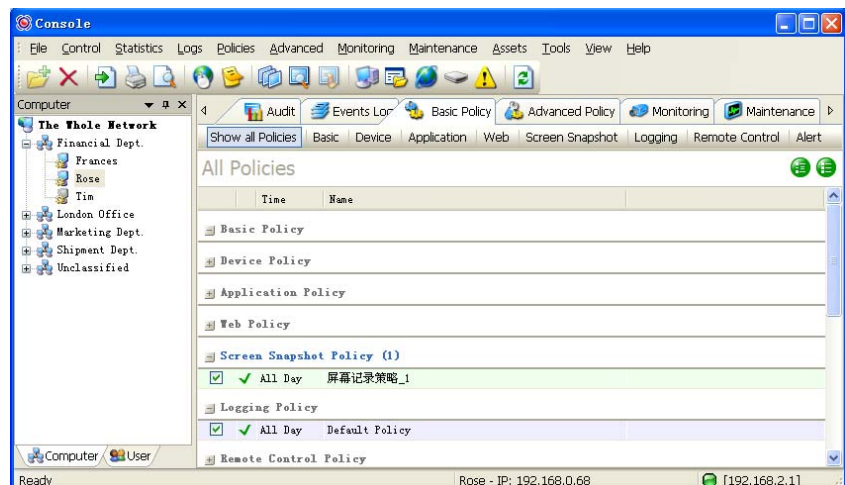 Console
File Control Statistics Logs Policies Advanced Monitoring Maintenance Assets Tools View Help
Computer
The Whole Network
Financial Dept.
Frances
Rose
Tim
London Office
Marketing Dept.
Shipment Dept.
Unclassified
Computer User
Audit Events Log Basic Policy Advanced Policy Monitoring Maintenance
Show all Policies Basic Device Application Web Screen Snapshot Logging Remote Control Alert
All Policies
Time Name
Basic Policy
Device Policy
Application Policy
Web Policy
Screen Snapshot Policy (1)
All Day 屏幕记录策略_1
Logging Policy
All Day Default Policy
Remote Control Policy
Ready Rose - IP: 192.168.0.68 [192.168.2.1]